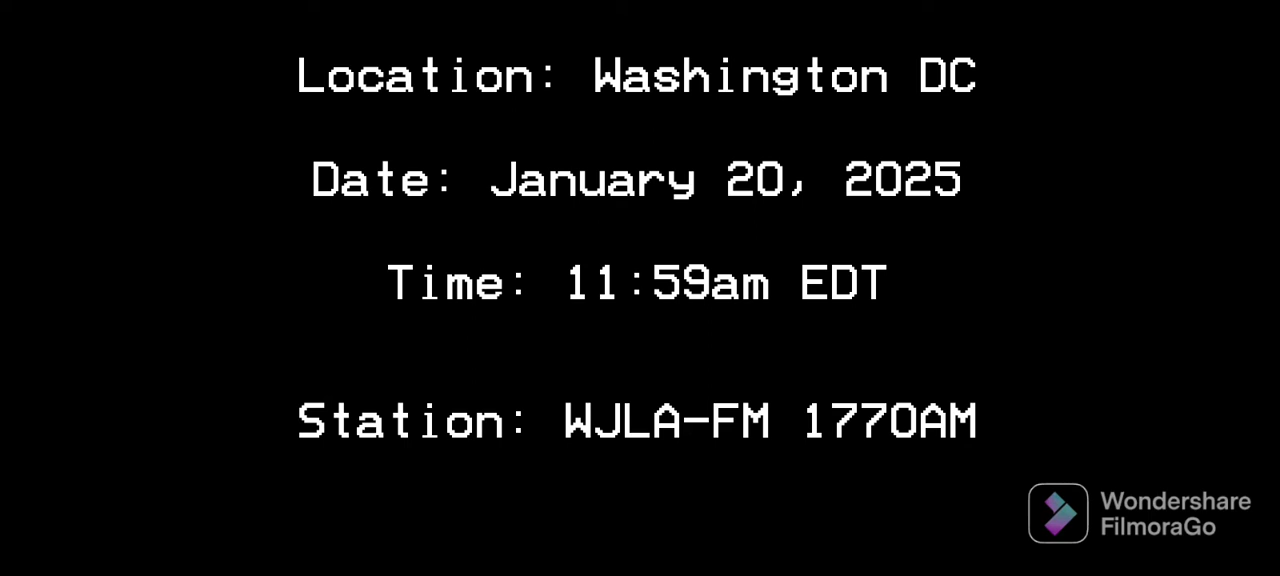 Location: Washington DC
Date: January 20, 2025
Time: 11:59am EDT
Station: WJLA-FM 1770AM
Wondershare
FilmoraGo